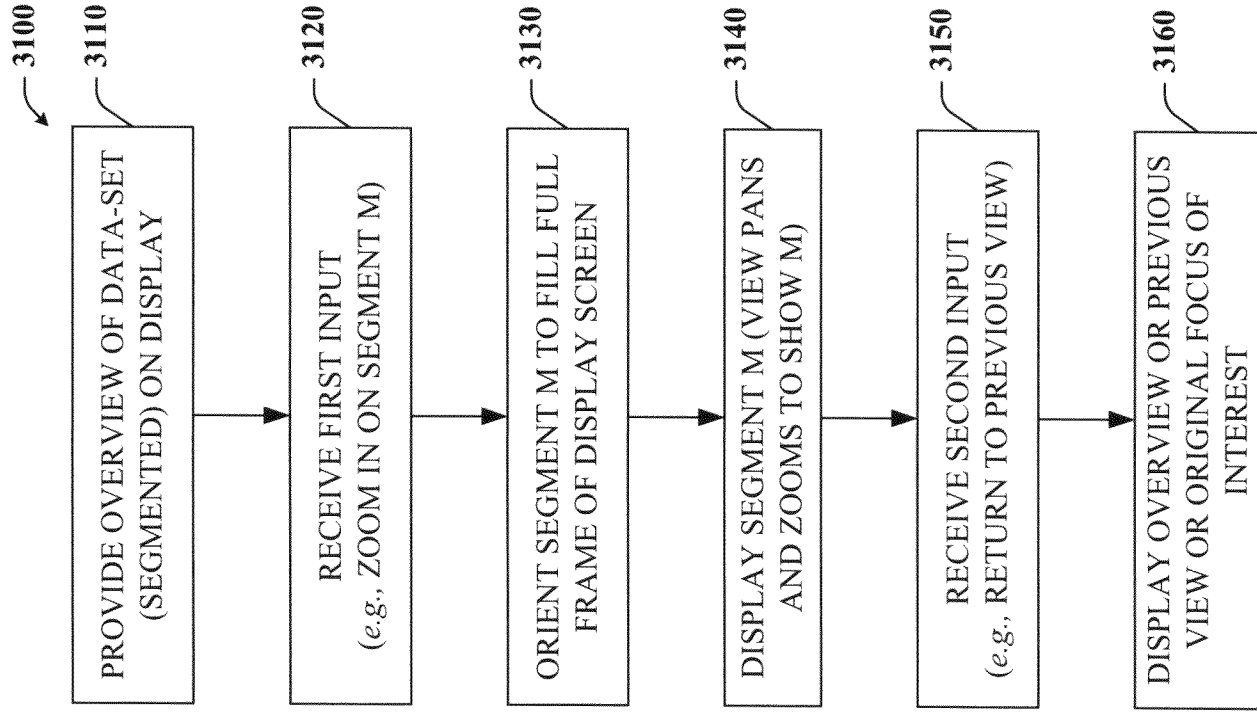 3100
3110
PROVIDE OVERVIEW OF DATA-SET
(SEGMENTED) ON DISPLAY
3120
RECEIVE FIRST INPUT
(e.g., ZOOM IN ON SEGMENT M)
3130
ORIENT SEGMENT M TO FILL FULL
FRAME OF DISPLAY SCREEN
3140
DISPLAY SEGMENT M (VIEW PANS
AND ZOOMS TO SHOW M)
3150
RECEIVE SECOND INPUT
(e.g., RETURN TO PREVIOUS VIEW)
3160
DISPLAY OVERVIEW OR PREVIOUS
VIEW OR ORIGINAL FOCUS OF
INTEREST